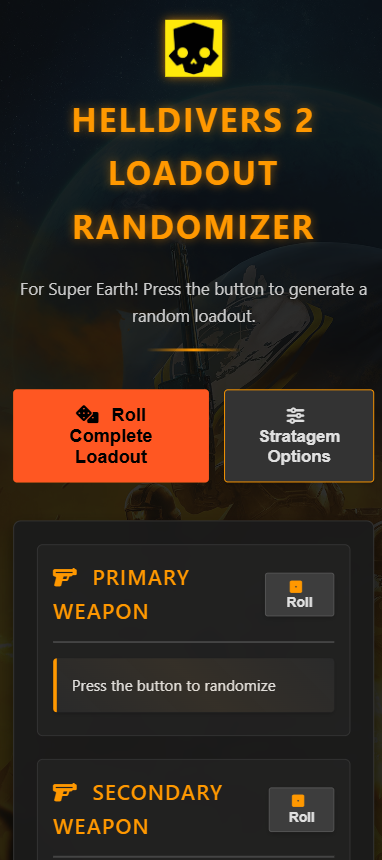 HELLDIVERS 2
LOADOUT
RANDOMIZER
For Super Earth! Press the button to generate a
random loadout.
Roll
Complete
Loadout
Stratagem
Options
PRIMARY
WEAPON
Roll
Press the button to randomize
SECONDARY
WEAPON
Roll